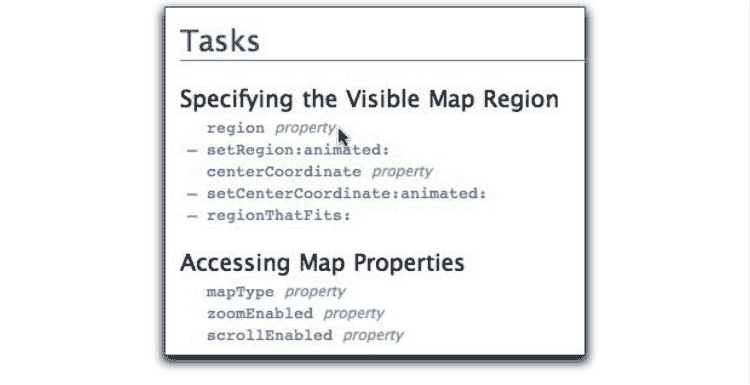 Tasks
Specifying the Visible Map Region
region property
– setRegion:animated:
centerCoordinate property
– setCenterCoordinate:animated:
– regionThatFits:
Accessing Map Properties
mapType property
zoomEnabled property
scrollEnabled property